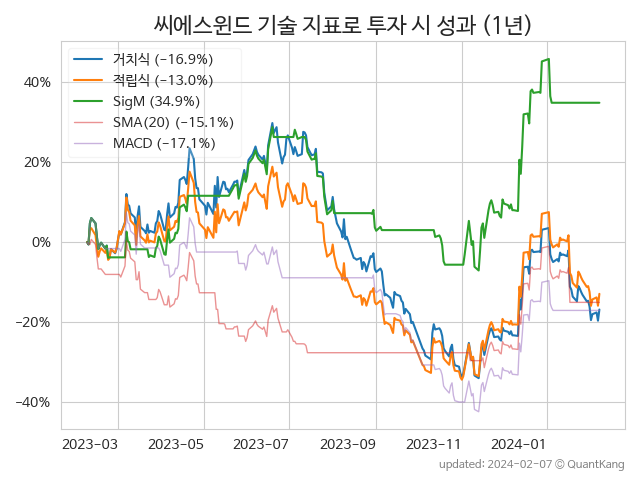 씨에스윈드 기술 지표로 투자 시 성과 (1년)
거치식 (-16.9%)
적립식 (-13.0%)
SigM (34.9%)
SMA(20) (-15.1%)
MACD (-17.1%)
40%
20%
0%
-20%
-40%
2023-03 2023-05 2023-07 2023-09 2023-11 2024-01
updated: 2024-02-07 © QuantKang